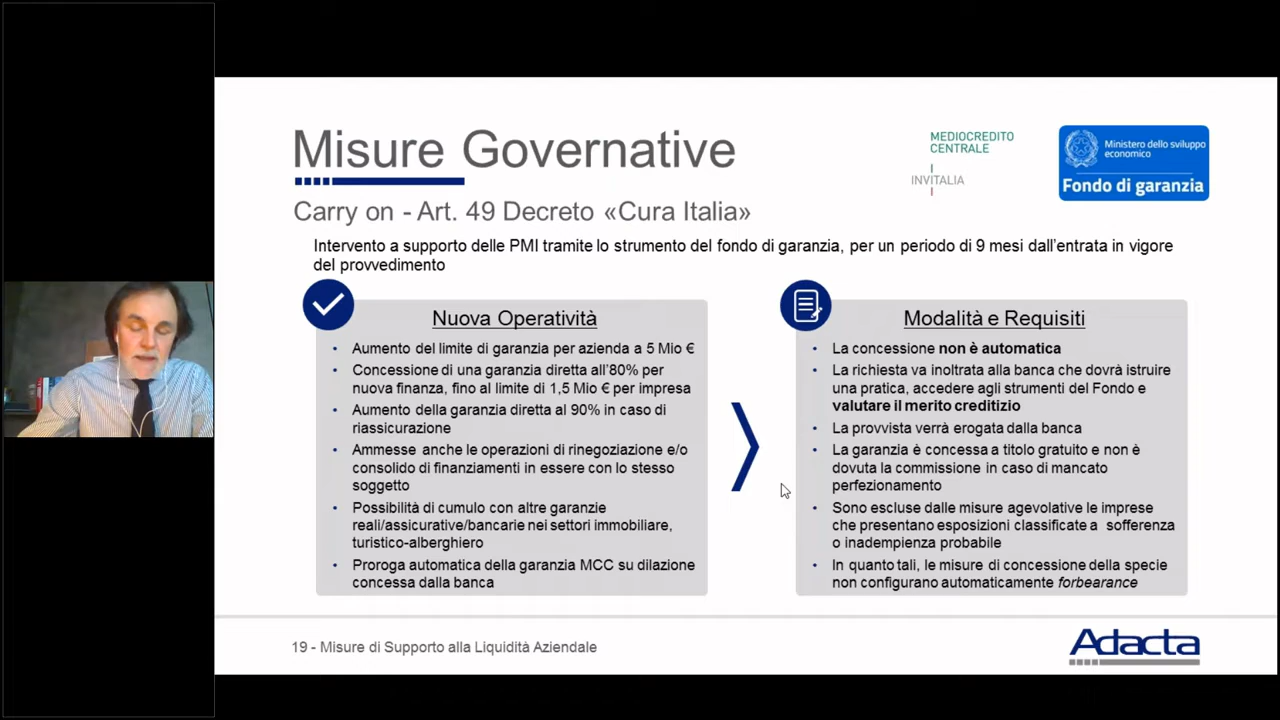 Misure Governative
MEDIOCREDITO
CENTRALE
INVITALIA
Ministero dello sviluppo
economico
Fondo di garanzia
Carry on - Art. 49 Decreto «Cura Italia»
Intervento a supporto delle PMI tramite lo strumento del fondo di garanzia, per un periodo di 9 mesi dall'entrata in vigore
del provvedimento
Nuova Operatività
• Aumento del limite di garanzia per azienda a 5 Mio €
• Concessione di una garanzia diretta all'80% per
nuova finanza, fino al limite di 1,5 Mio € per impresa
• Aumento della garanzia diretta al 90% in caso di
riassicurazione
• Ammesse anche le operazioni di rinegoziazione e/o
consolido di finanziamenti in essere con lo stesso
soggetto
• Possibilità di cumulo con altre garanzie
reali/assicurative/bancarie nei settori immobiliare,
turistico-alberghiero
• Proroga automatica della garanzia MCC su dilazione
concessa dalla banca
Modalità e Requisiti
• La concessione non è automatica
• La richiesta va inoltrata alla banca che dovrà istruire
una pratica, accedere agli strumenti del Fondo e
valutare il merito creditizio
• La provvista verrà erogata dalla banca
• La garanzia è concessa a titolo gratuito e non è
dovuta la commissione in caso di mancato
perfezionamento
• Sono escluse dalle misure agevolative le imprese
che presentano esposizioni classificate a sofferenza
o inadempienza probabile
• In quanto tali, le misure di concessione della specie
non configurano automaticamente forbearance
19 - Misure di Supporto alla Liquidità Aziendale
Adacta